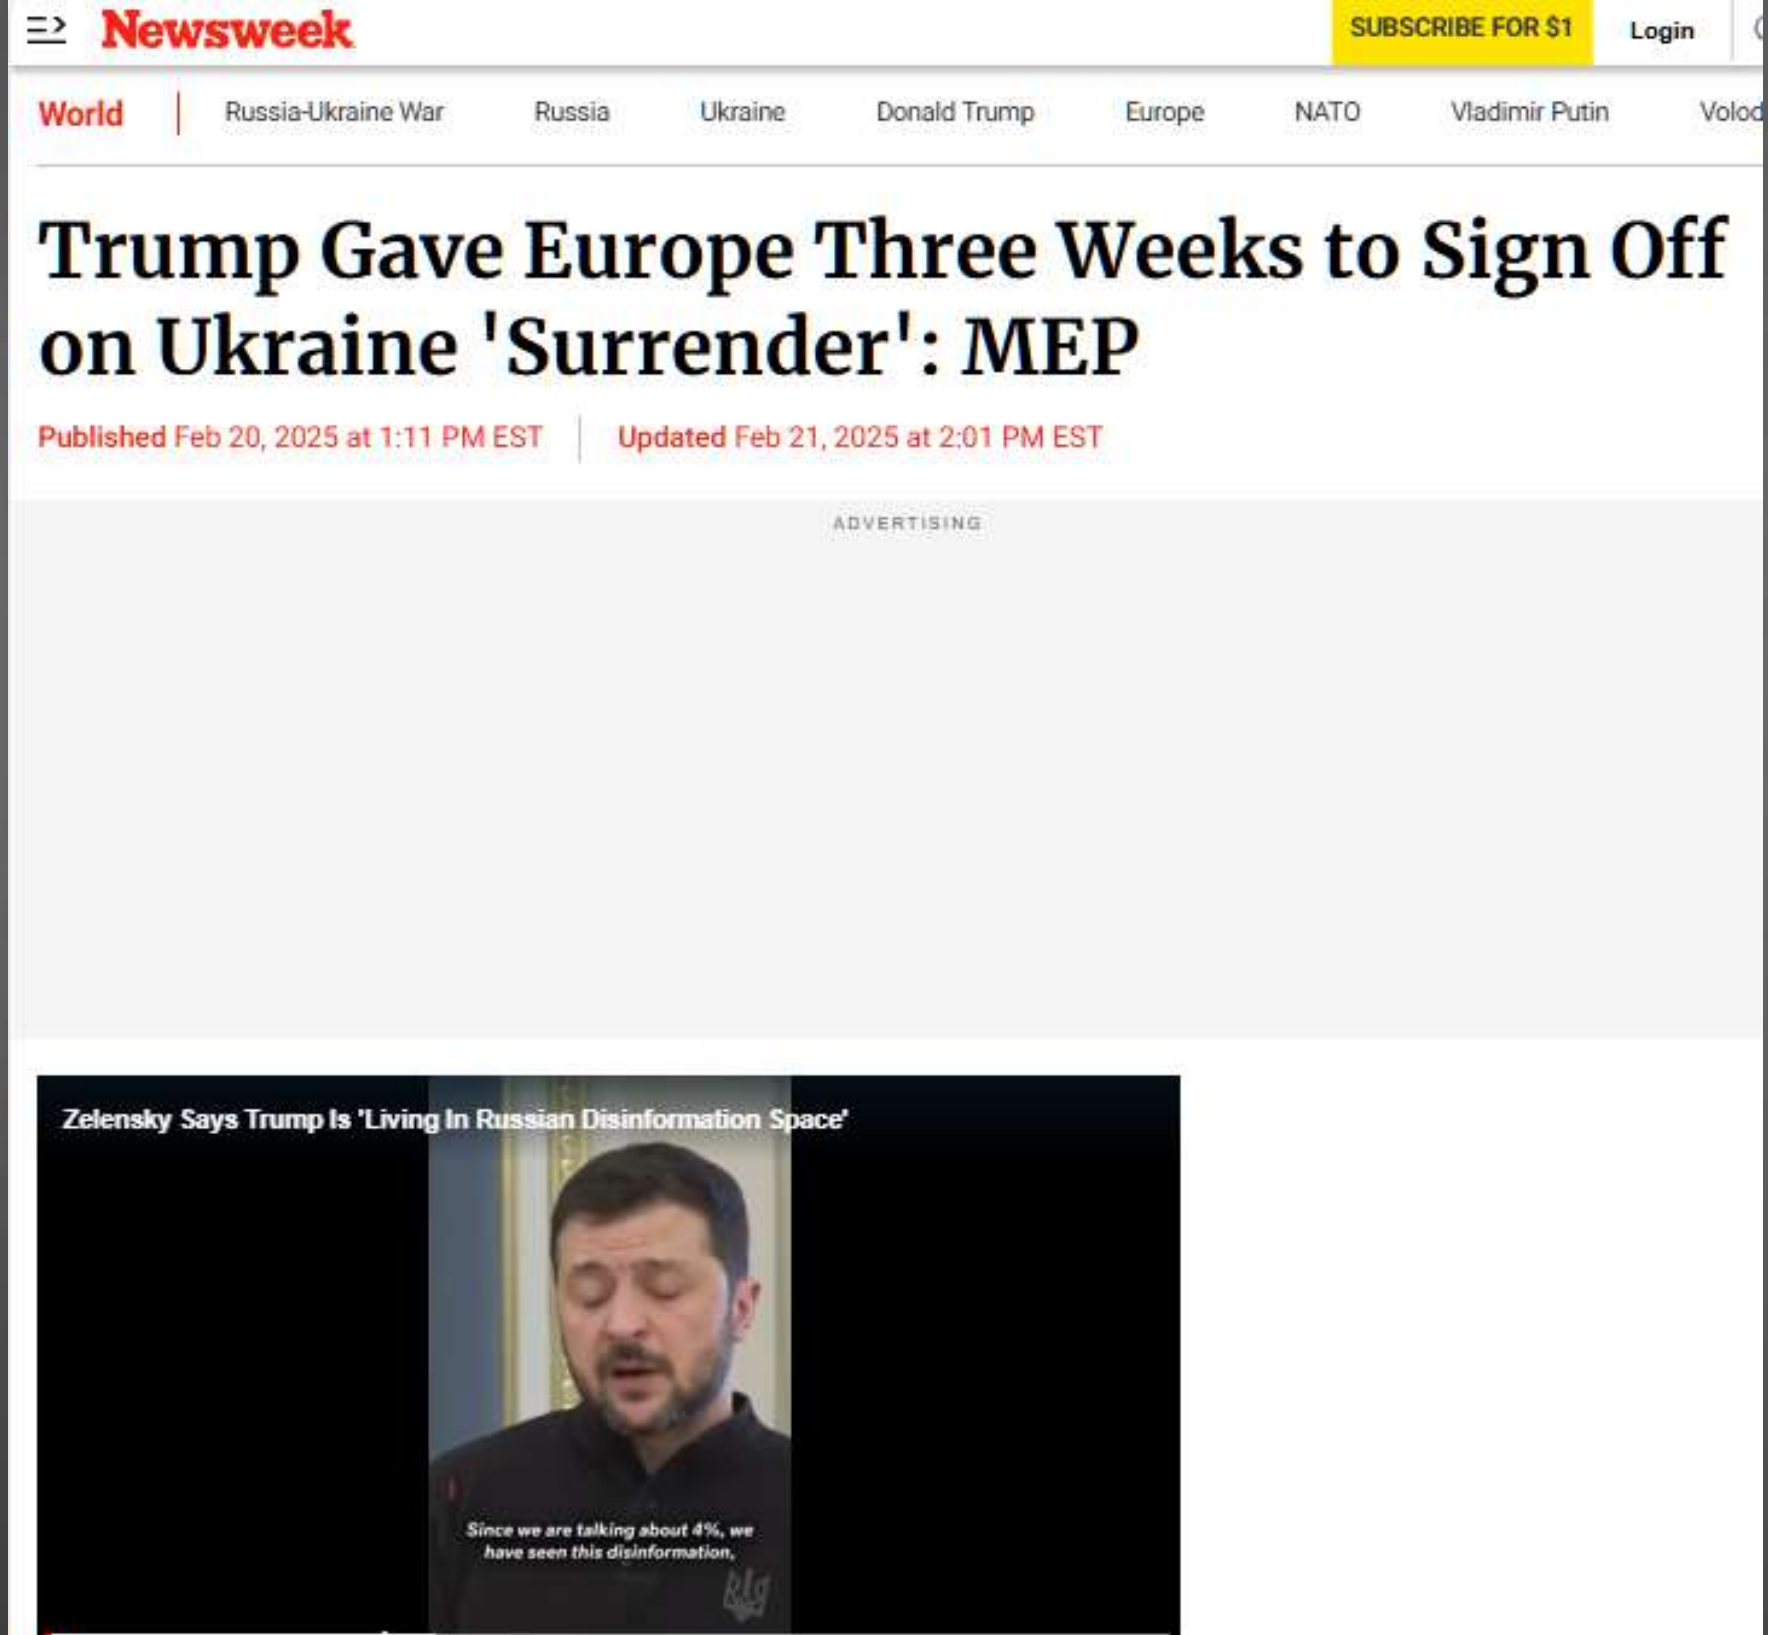 Newsweek
SUBSCRIBE FOR $1
Login
World
Russia-Ukraine War
Russia
Ukraine
Donald Trump
Europe
NATO
Vladimir Putin
Volod
Trump Gave Europe Three Weeks to Sign Off
on Ukraine 'Surrender': MEP
Published Feb 20, 2025 at 1:11 PM EST
Updated Feb 21, 2025 at 2:01 PM EST
ADVERTISING
Zelensky Says Trump Is 'Living In Russian Disinformation Space'
Since we are talking about 4%, we
have seen this disinformation,